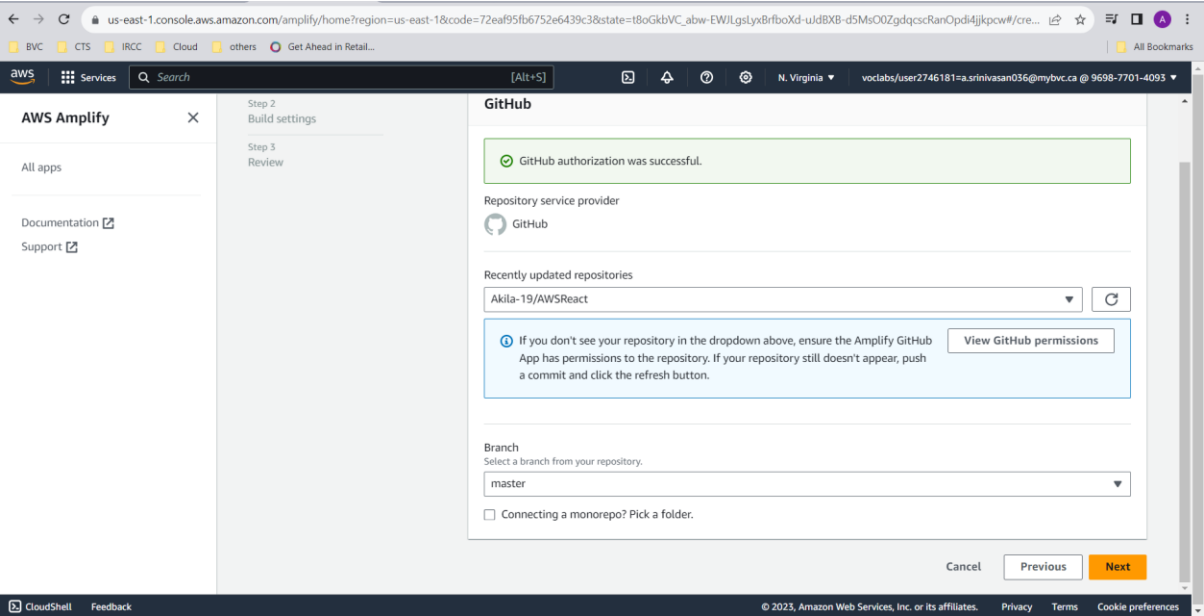 us-east-1.console.aws.amazon.com/amplify/home?region=us-east-1&code=72eaf95fb6752e6439c3&state=t8oGkbVC_abw-EWJLgsLyxBrfboXd-uJdBXB-d5MsO0ZgdqcscRanOpdi4jjkpcw#/cre...
BVC CTS IRCC Cloud others Get Ahead in Retail... All Bookmarks
aws Services Search [Alt+S] N. Virginia voclabs/user2746181=a.srinivasan036@mybvc.ca @ 9698-7701-4093
AWS Amplify
All apps
Documentation
Support
Step 2
Build settings
Step 3
Review
GitHub
GitHub authorization was successful.
Repository service provider
GitHub
Recently updated repositories
Akila-19/AWSReact
If you don't see your repository in the dropdown above, ensure the Amplify GitHub
App has permissions to the repository. If your repository still doesn't appear, push
a commit and click the refresh button.
View GitHub permissions
Branch
Select a branch from your repository.
master
Connecting a monorepo? Pick a folder.
Cancel Previous Next
CloudShell Feedback © 2023, Amazon Web Services, Inc. or its affiliates. Privacy Terms Cookie preferences